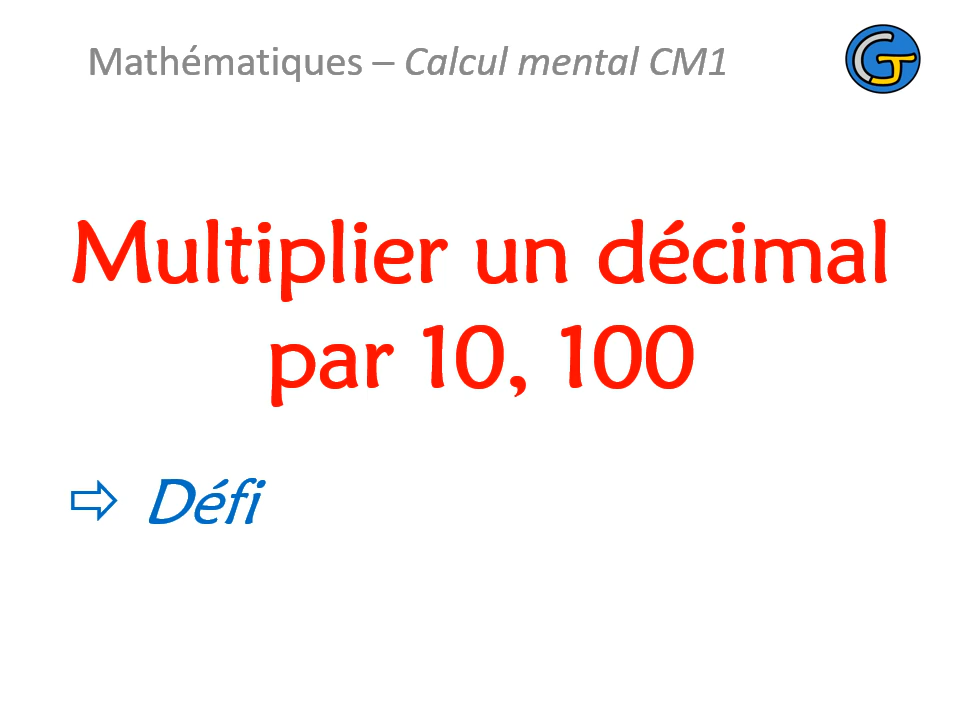 Mathématiques – Calcul mental CM1
Multiplier un décimal
par 10, 100
⇨ Défi